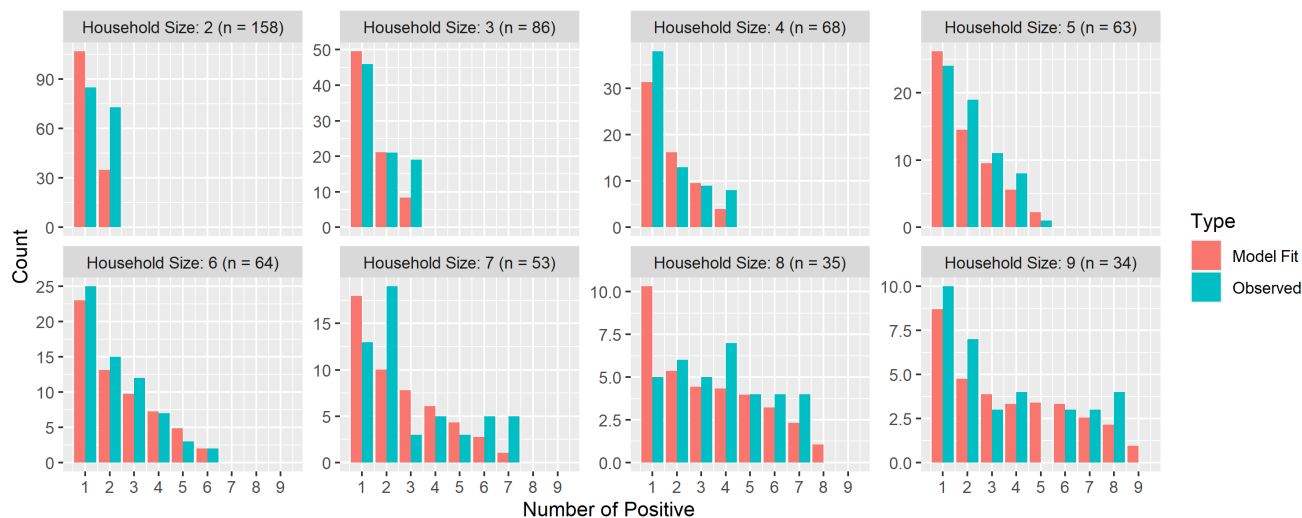 Household Size: 2 (n = 158)
Household Size: 3 (n = 86)
Household Size: 4 (n = 68)
Household Size: 5 (n = 63)
90
60
30
0
50
40
30
20
10
0
30
20
10
0
20
10
0
Household Size: 6 (n = 64)
Household Size: 7 (n = 53)
Household Size: 8 (n = 35)
Household Size: 9 (n = 34)
25
20
15
10
5
0
15
10
5
0
10.0
7.5
5.0
2.5
0.0
10.0
7.5
5.0
2.5
0.0
1 2 3 4 5 6 7 8 9
1 2 3 4 5 6 7 8 9
1 2 3 4 5 6 7 8 9
1 2 3 4 5 6 7 8 9
Count
Number of Positive
Type
Model Fit
Observed